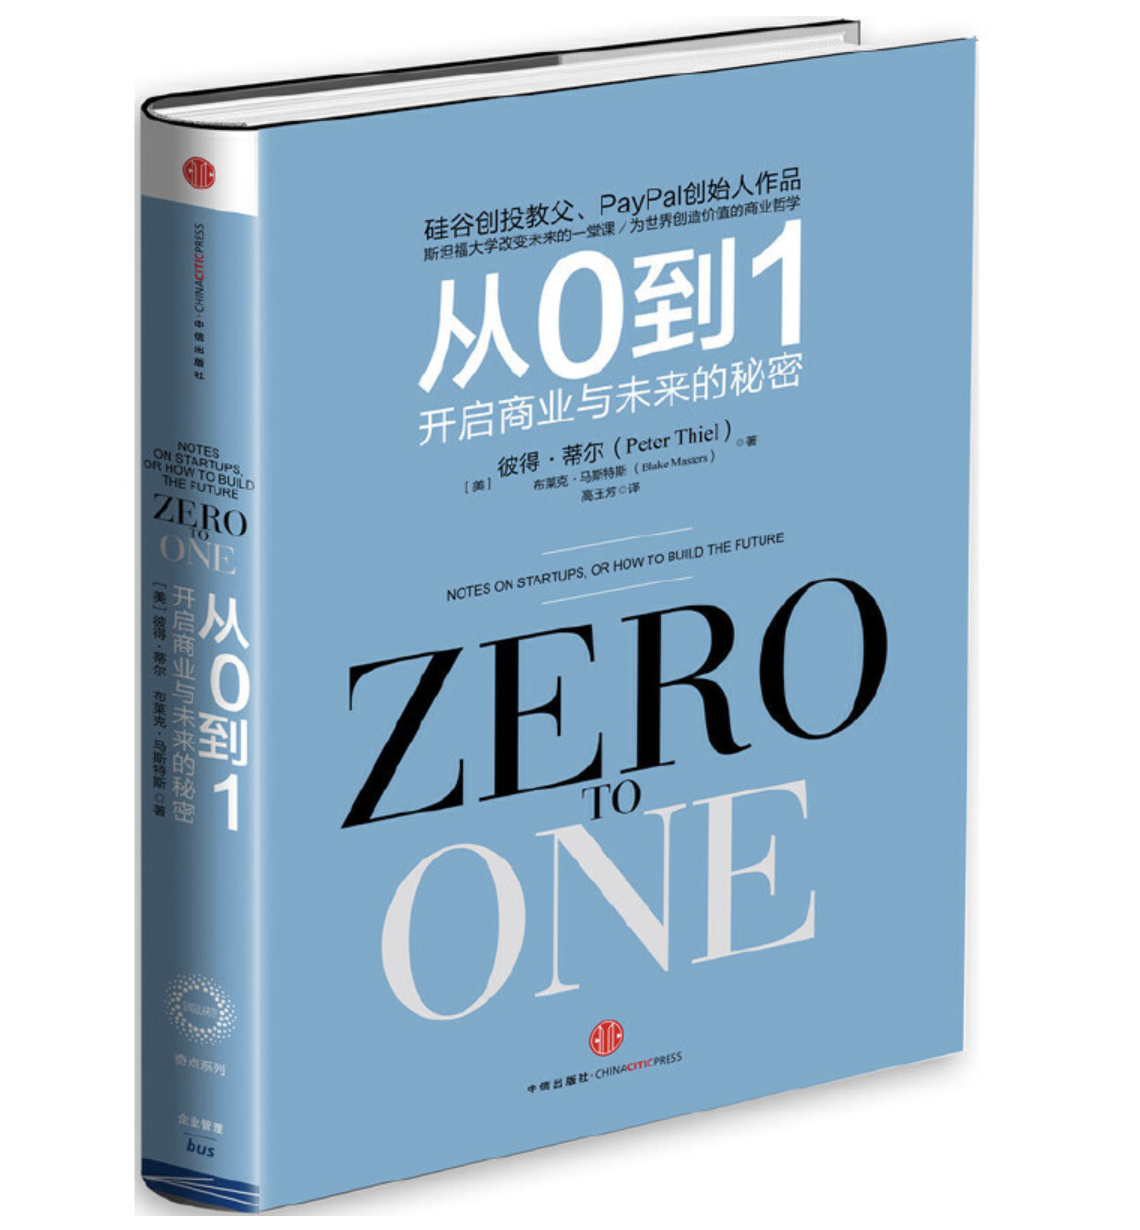 硅谷创投教父、PayPal创始人作品
斯坦福大学改变未来的一堂课/为世界创造价值的商业哲学
从0到1
开启商业与未来的秘密
[美] 彼得·蒂尔(Peter Thiel) ◎著
布莱克·马斯特斯(Blake Masters)
高玉芳◎译
NOTES ON STARTUPS, OR HOW TO BUILD THE FUTURE
ZERO
TO
ONE
中信出版社·CHINACITICPRESS
中信出版社·CHINACITICPRESS
NOTES
ON STARTUPS,
OR HOW TO BUILD
THE FUTURE
ZERO
TO
ONE
从0到1
开启商业与未来的秘密
[美]彼得·蒂尔 布莱克·马斯特斯◎著
SINGULARITY
奇点系列
企业管理
bus